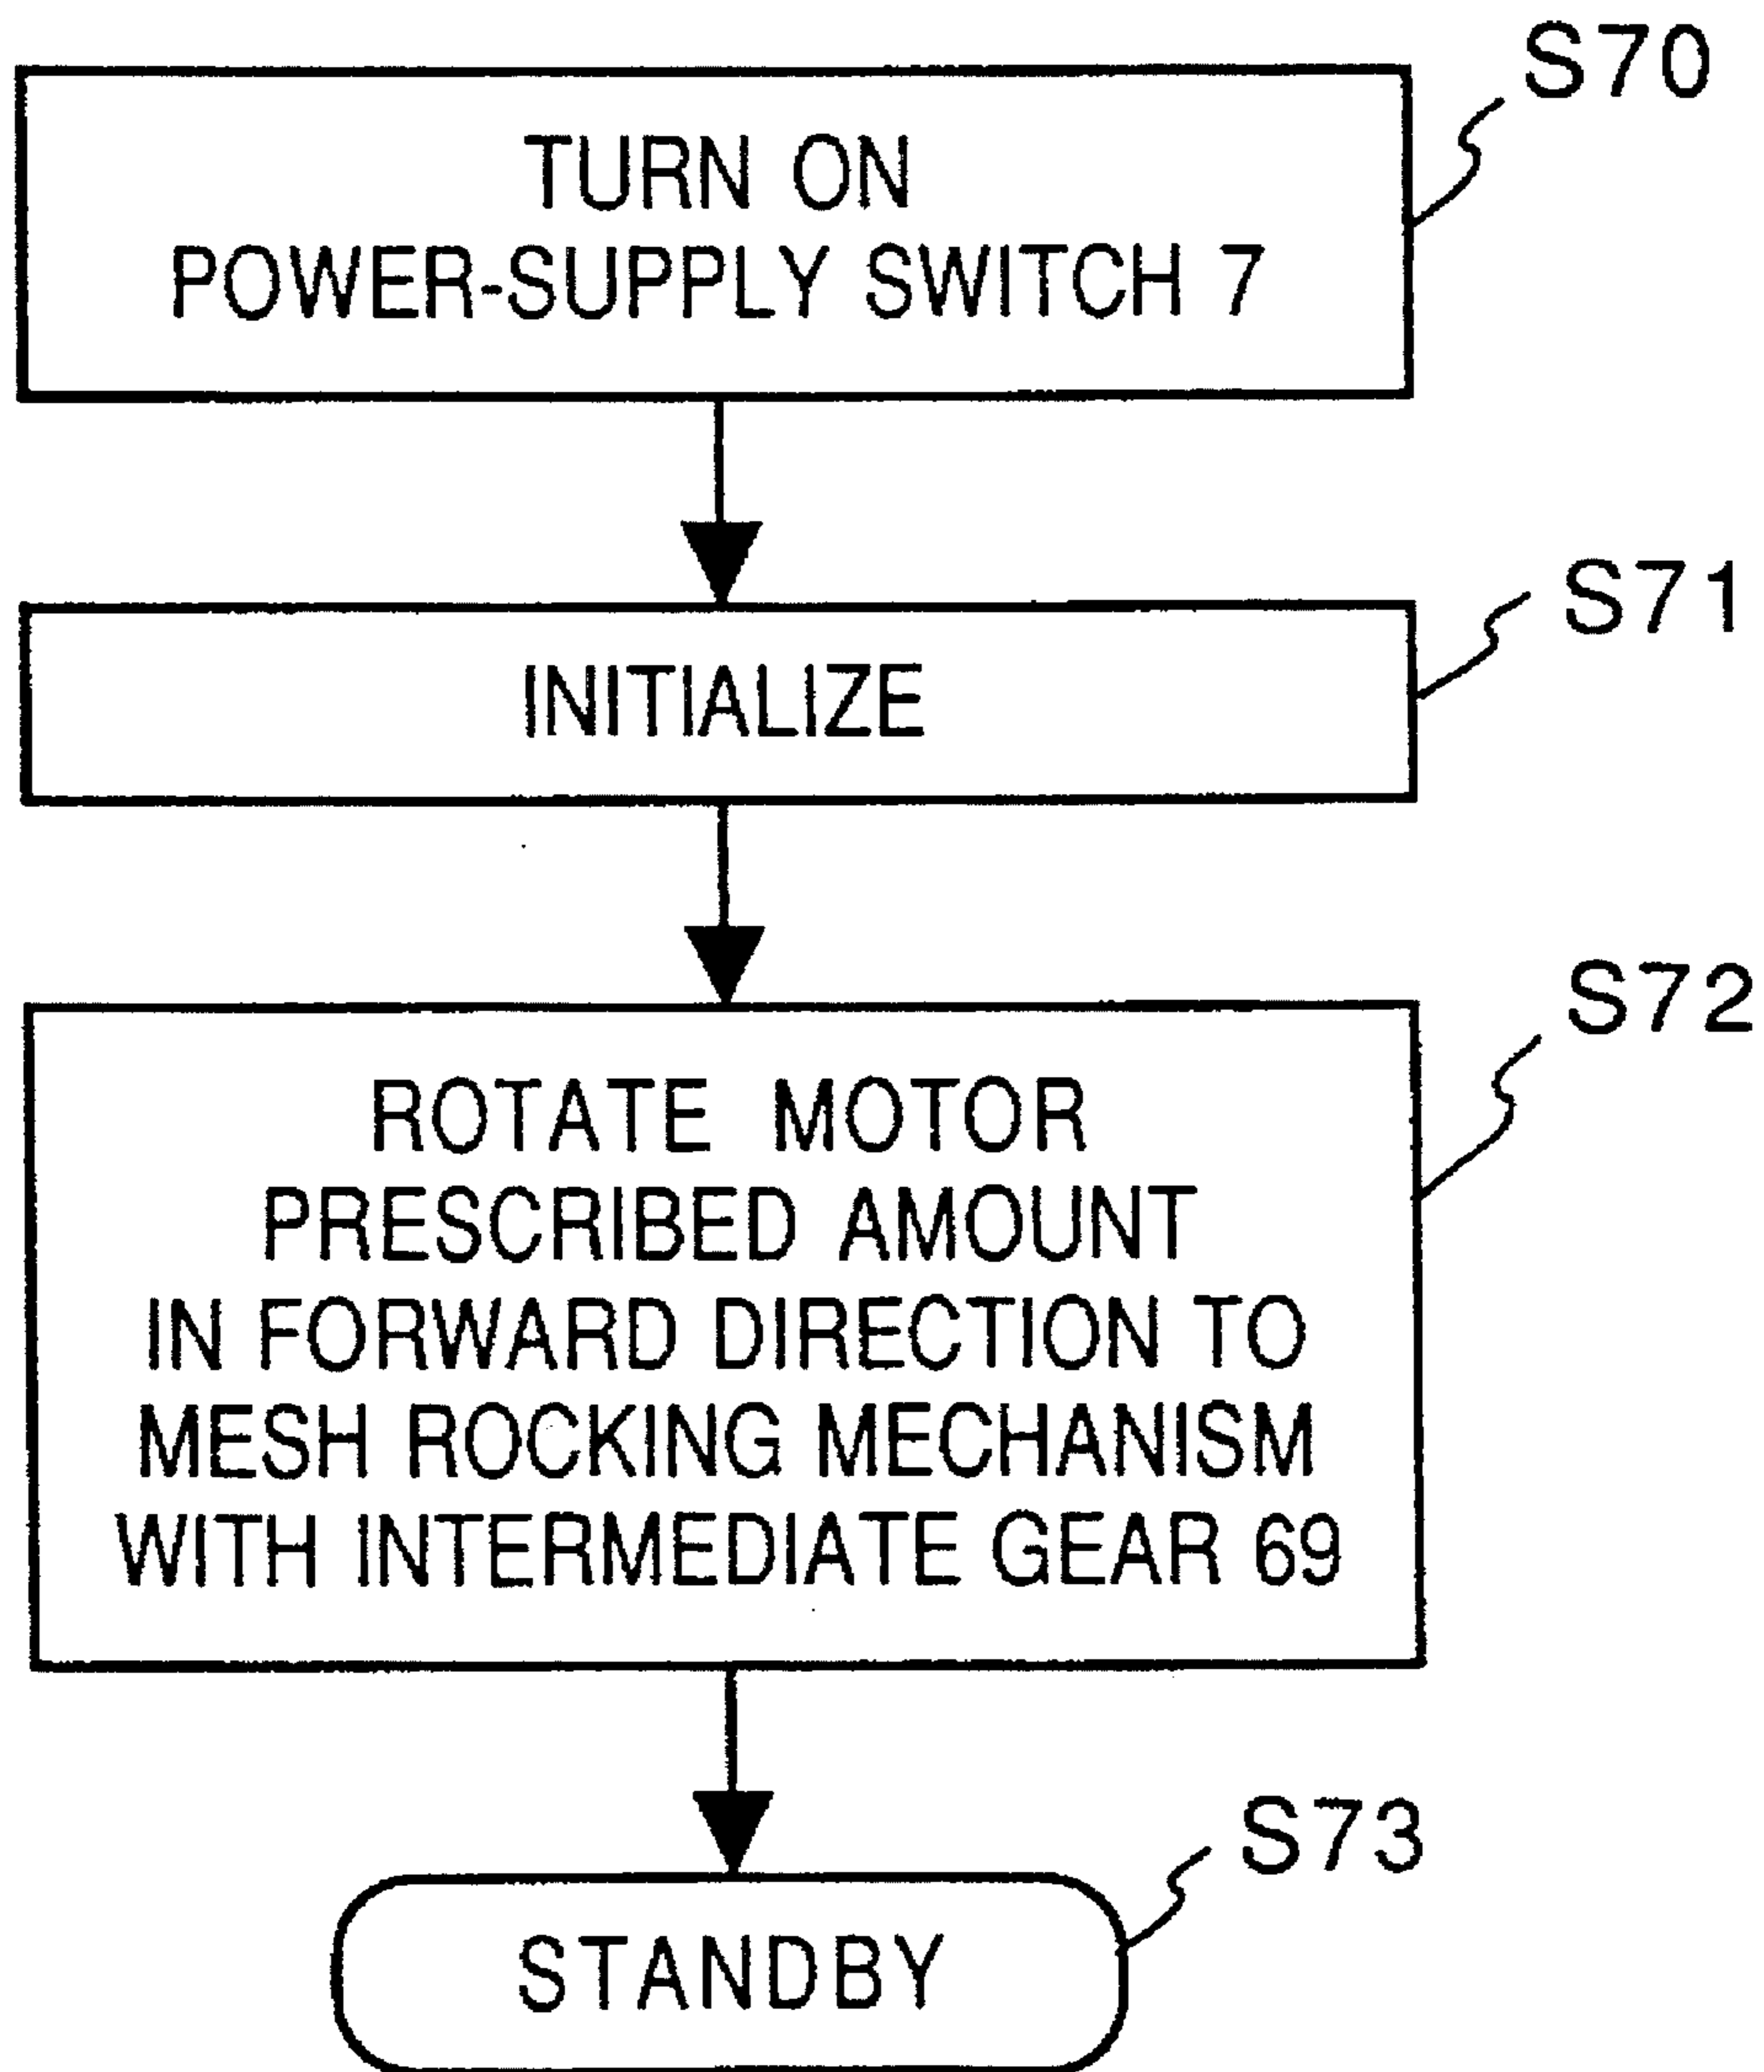 S70
TURN ON
POWER-SUPPLY SWITCH 7
S71
INITIALIZE
S72
ROTATE MOTOR
PRESCRIBED AMOUNT
IN FORWARD DIRECTION TO
MESH ROCKING MECHANISM
WITH INTERMEDIATE GEAR 69
S73
STANDBY